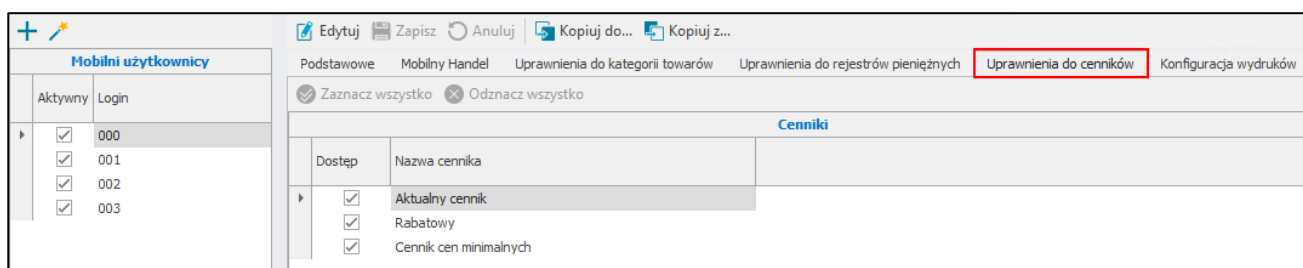 Edytuj Zapisz Anuluj Kopiuj do... Kopiuj z...
Mobilni użytkownicy
Podstawowe Mobilny Handel Uprawnienia do kategorii towarów Uprawnienia do rejestrów pieniężnych Uprawnienia do cenników Konfiguracja wydruków
Aktywny Login
Zaznacz wszystko Odznacz wszystko
Cenniki
Dostęp Nazwa cennika
000
001
002
003
Aktualny cennik
Rabatowy
Cennik cen minimalnych